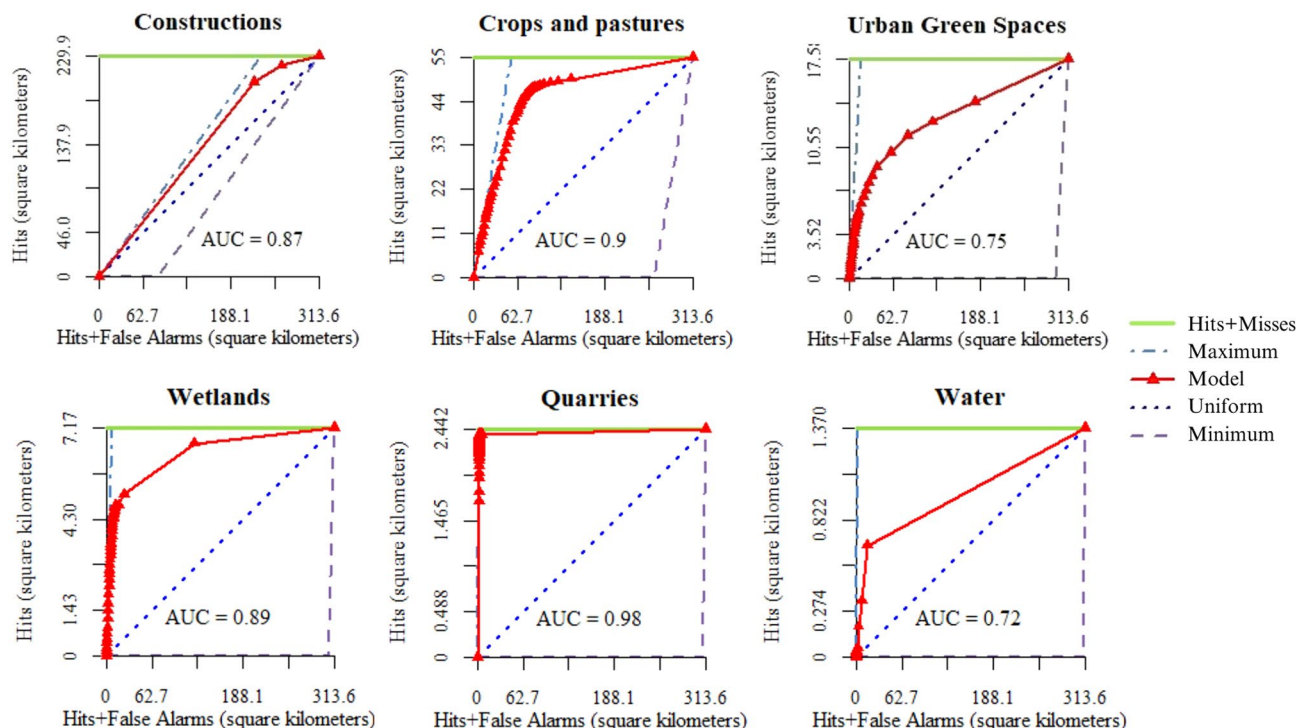 Constructions
Hits (square kilometers)
229.9
137.9
46.0
0
AUC = 0.87
0 62.7 188.1 313.6
Hits+False Alarms (square kilometers)
Crops and pastures
Hits (square kilometers)
55
44
33
22
11
0
AUC = 0.9
0 62.7 188.1 313.6
Hits+False Alarms (square kilometers)
Urban Green Spaces
Hits (square kilometers)
10.55
3.52
0
AUC = 0.75
0 62.7 188.1 313.6
Hits+False Alarms (square kilometers)
Hits+Misses
Maximum
Model
Uniform
Minimum
Wetlands
Hits (square kilometers)
7.17
4.30
1.43
0
AUC = 0.89
0 62.7 188.1 313.6
Hits+False Alarms (square kilometers)
Quarries
Hits (square kilometers)
2.442
1.465
0.488
0
AUC = 0.98
0 62.7 188.1 313.6
Hits+False Alarms (square kilometers)
Water
Hits (square kilometers)
1.370
0.822
0.274
0
AUC = 0.72
0 62.7 188.1 313.6
Hits+False Alarms (square kilometers)